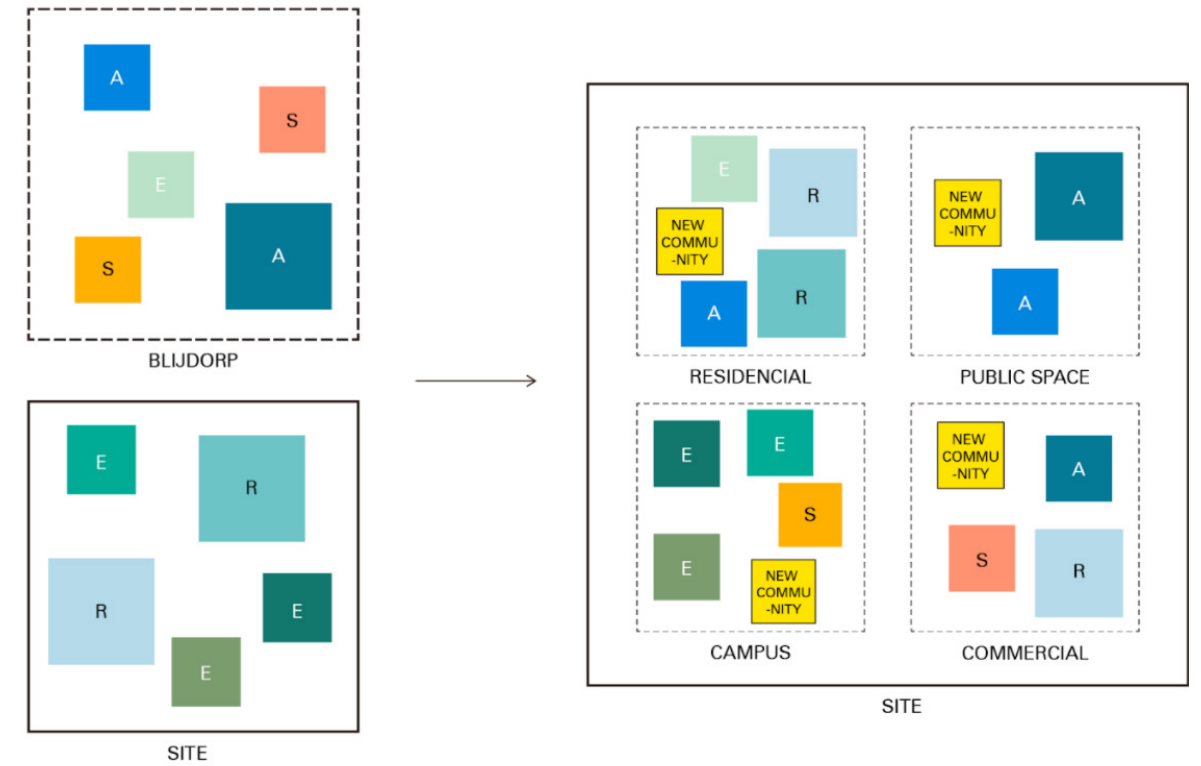 A
S
E
S
A
BLIJDORP
E
R
R
E
E
SITE
E
R
NEW
COMMU
-NITY
R
A
RESIDENCIAL
A
NEW
COMMU
-NITY
A
PUBLIC SPACE
E
E
S
E
NEW
COMMU
-NITY
CAMPUS
NEW
COMMU
-NITY
A
S
R
COMMERCIAL
SITE